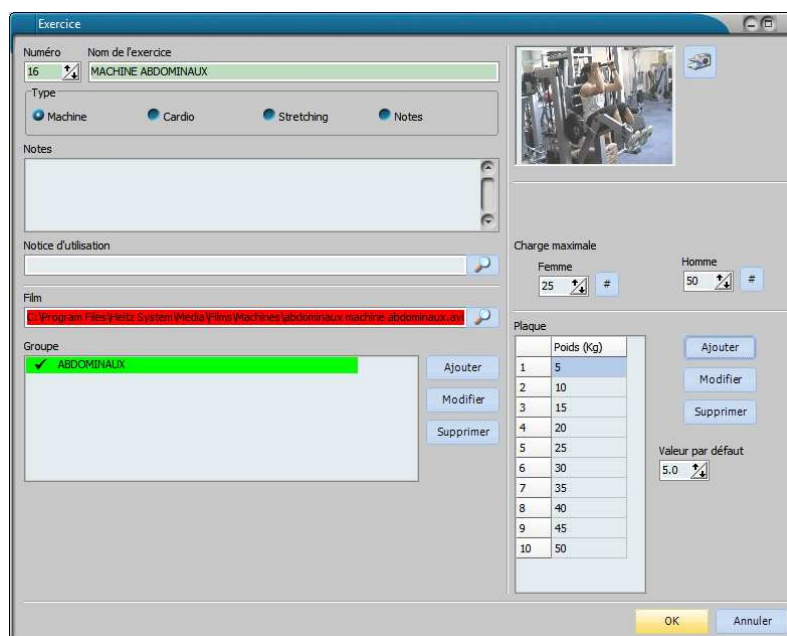 Exercice
Numéro
Nom de l'exercice
16
MACHINE ABDOMINAUX
Type
Machine
Cardio
Stretching
Notes
Notes
Notice d'utilisation
Film
C:\Program Files\Heitz System\Media\Films\Machines\abdominaux machine abdominaux.avi
Groupe
ABDOMINAUX
Ajouter
Modifier
Supprimer
Charge maximale
Femme
Homme
25
#
50
#
Plaque
Poids (Kg)
1 5
2 10
3 15
4 20
5 25
6 30
7 35
8 40
9 45
10 50
Ajouter
Modifier
Supprimer
Valeur par défaut
5.0
OK
Annuler